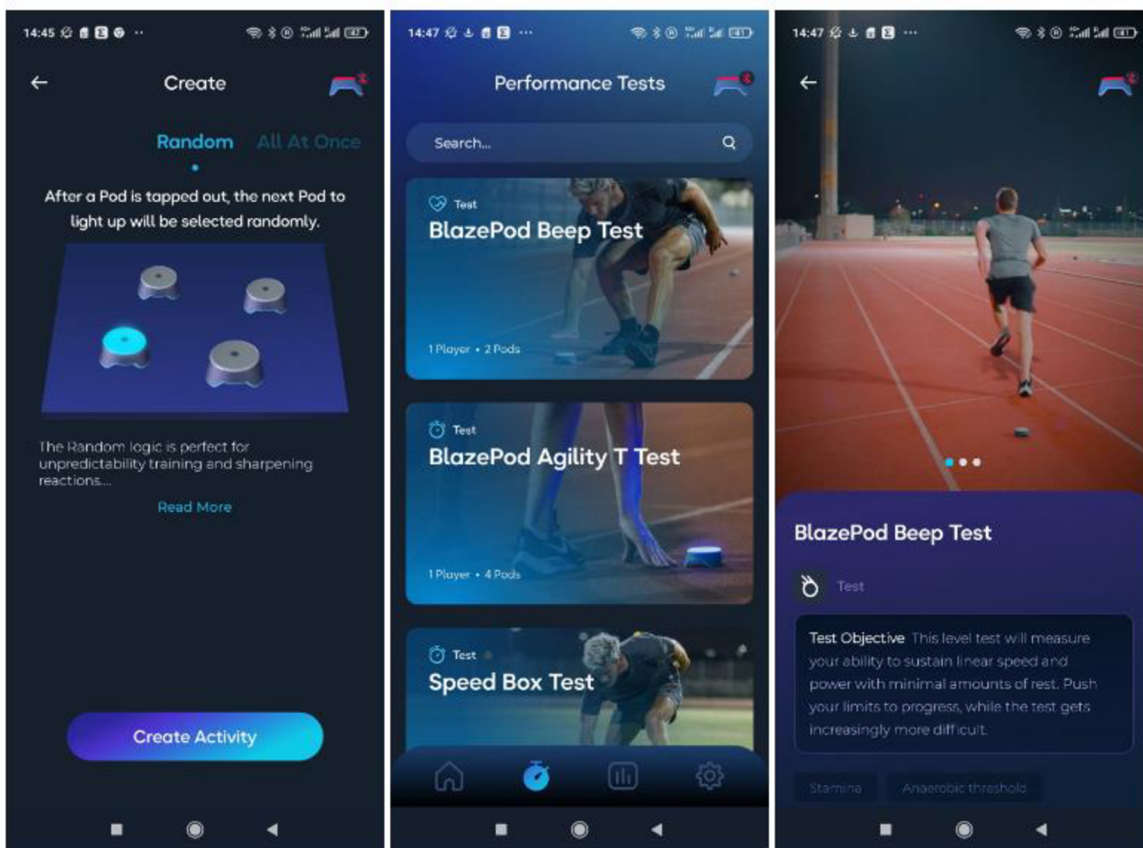 14:45
Create
Random All At Once
After a Pod is tapped out, the next Pod to
light up will be selected randomly.
The Random logic is perfect for
unpredictability training and sharpening
reactions....
Read More
Create Activity
14:47
Performance Tests
Search...
Test
BlazePod Beep Test
1 Player • 2 Pods
Test
BlazePod Agility T Test
1 Player • 4 Pods
Test
Speed Box Test
14:47
BlazePod Beep Test
Test
Test Objective This level test will measure
your ability to sustain linear speed and
power with minimal amounts of rest. Push
your limits to progress, while the test gets
increasingly more difficult.
Stamina Anaerobic threshold